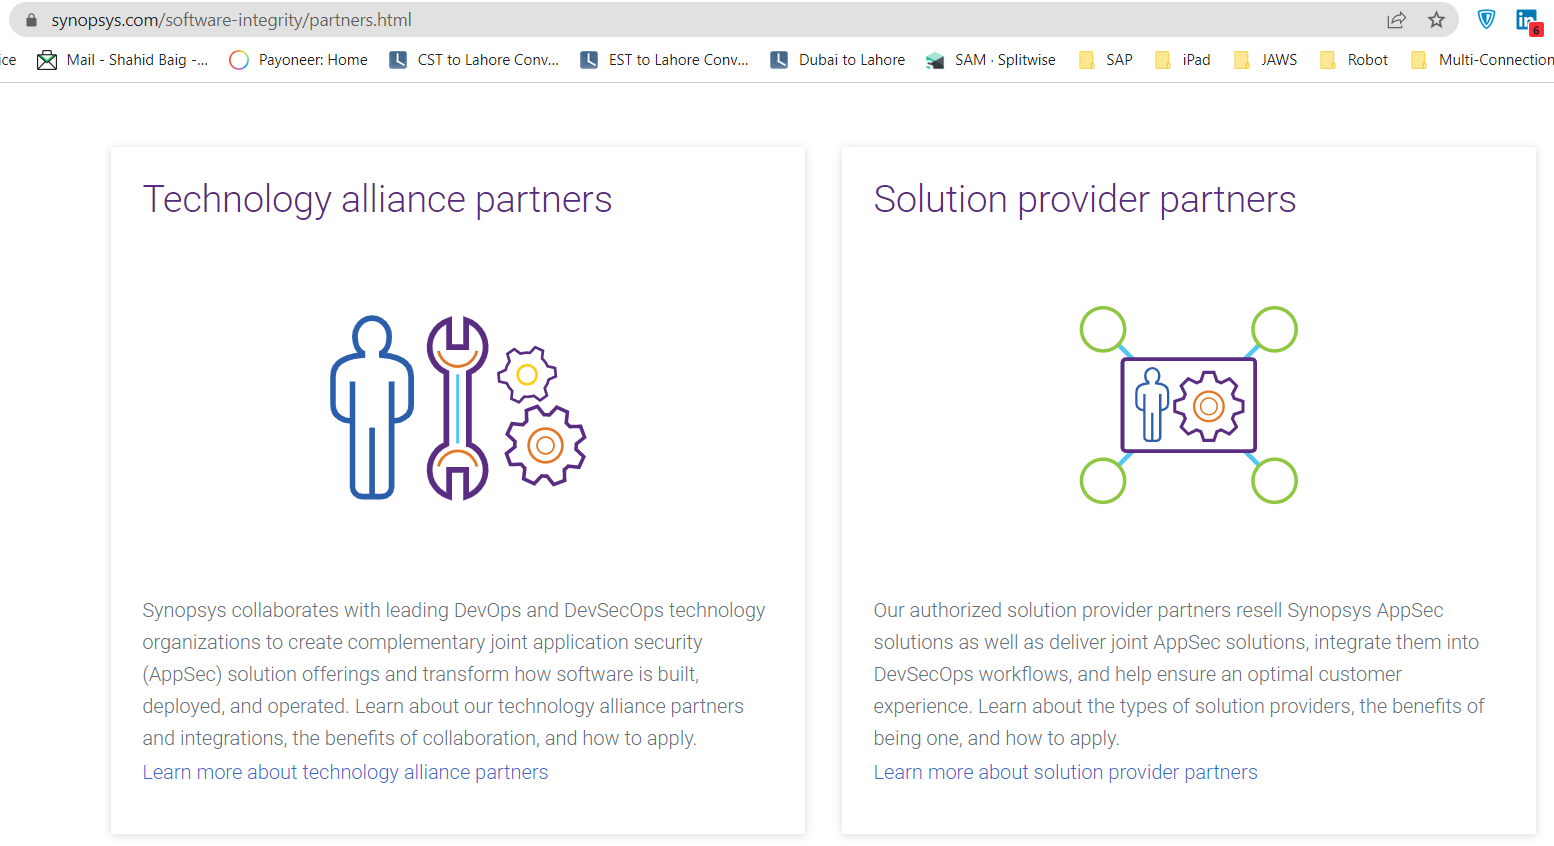 synopsys.com/software-integrity/partners.html
6
ice Mail - Shahid Baig -... Payoneer: Home CST to Lahore Conv... EST to Lahore Conv... Dubai to Lahore SAM · Splitwise SAP iPad JAWS Robot Multi-Connection
Technology alliance partners
Synopsys collaborates with leading DevOps and DevSecOps technology
organizations to create complementary joint application security
(AppSec) solution offerings and transform how software is built,
deployed, and operated. Learn about our technology alliance partners
and integrations, the benefits of collaboration, and how to apply.
Learn more about technology alliance partners
Solution provider partners
Our authorized solution provider partners resell Synopsys AppSec
solutions as well as deliver joint AppSec solutions, integrate them into
DevSecOps workflows, and help ensure an optimal customer
experience. Learn about the types of solution providers, the benefits of
being one, and how to apply.
Learn more about solution provider partners